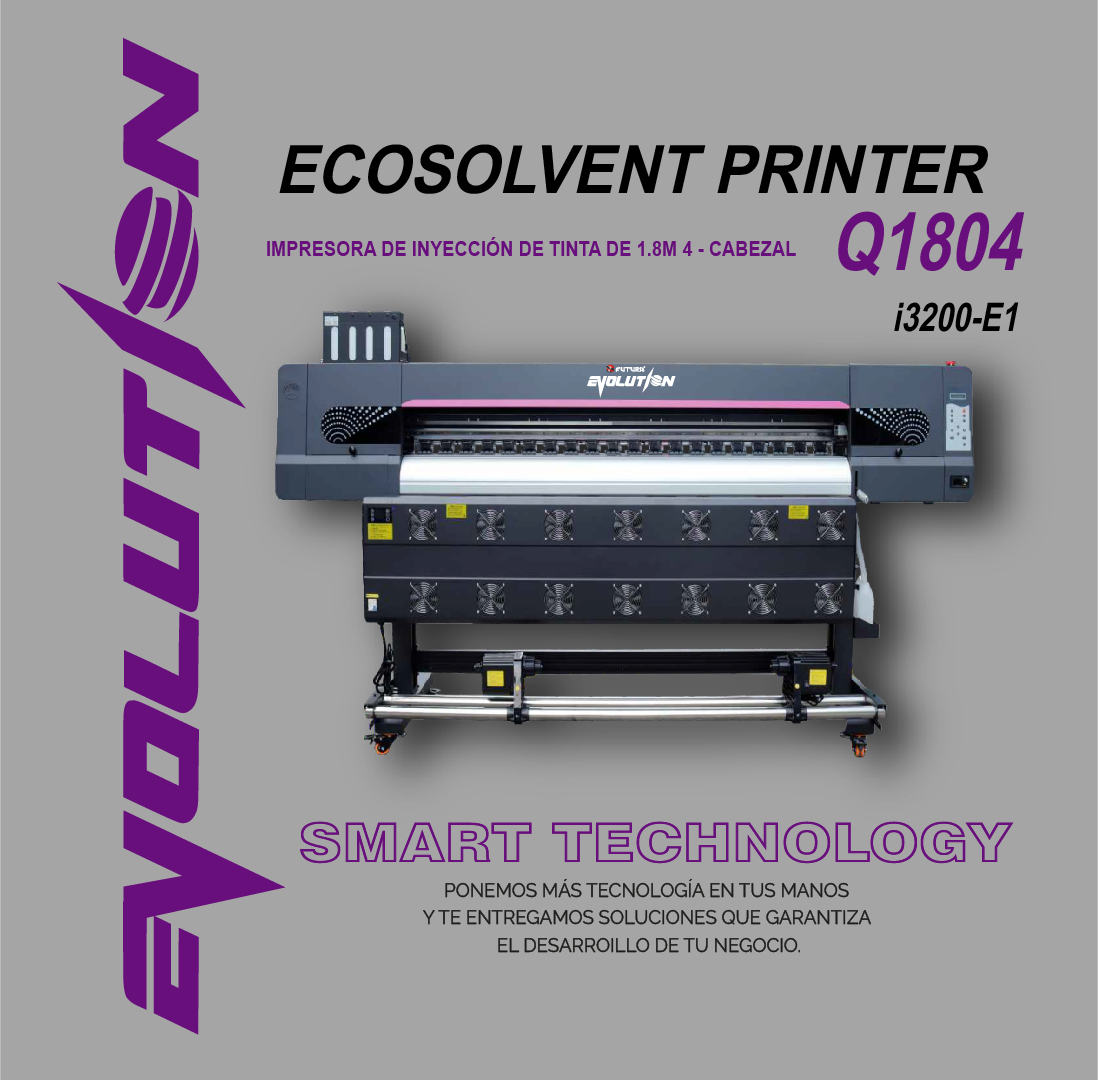 EVOLUTION
ECOSOLVENT PRINTER
IMPRESORA DE INYECCIÓN DE TINTA DE 1.8M 4 - CABEZAL
Q1804
i3200-E1
FUTURA
EVOLUTION
SMART TECHNOLOGY
PONEMOS MÁS TECNOLOGÍA EN TUS MANOS
Y TE ENTREGAMOS SOLUCIONES QUE GARANTIZA
EL DESARROILLO DE TU NEGOCIO.